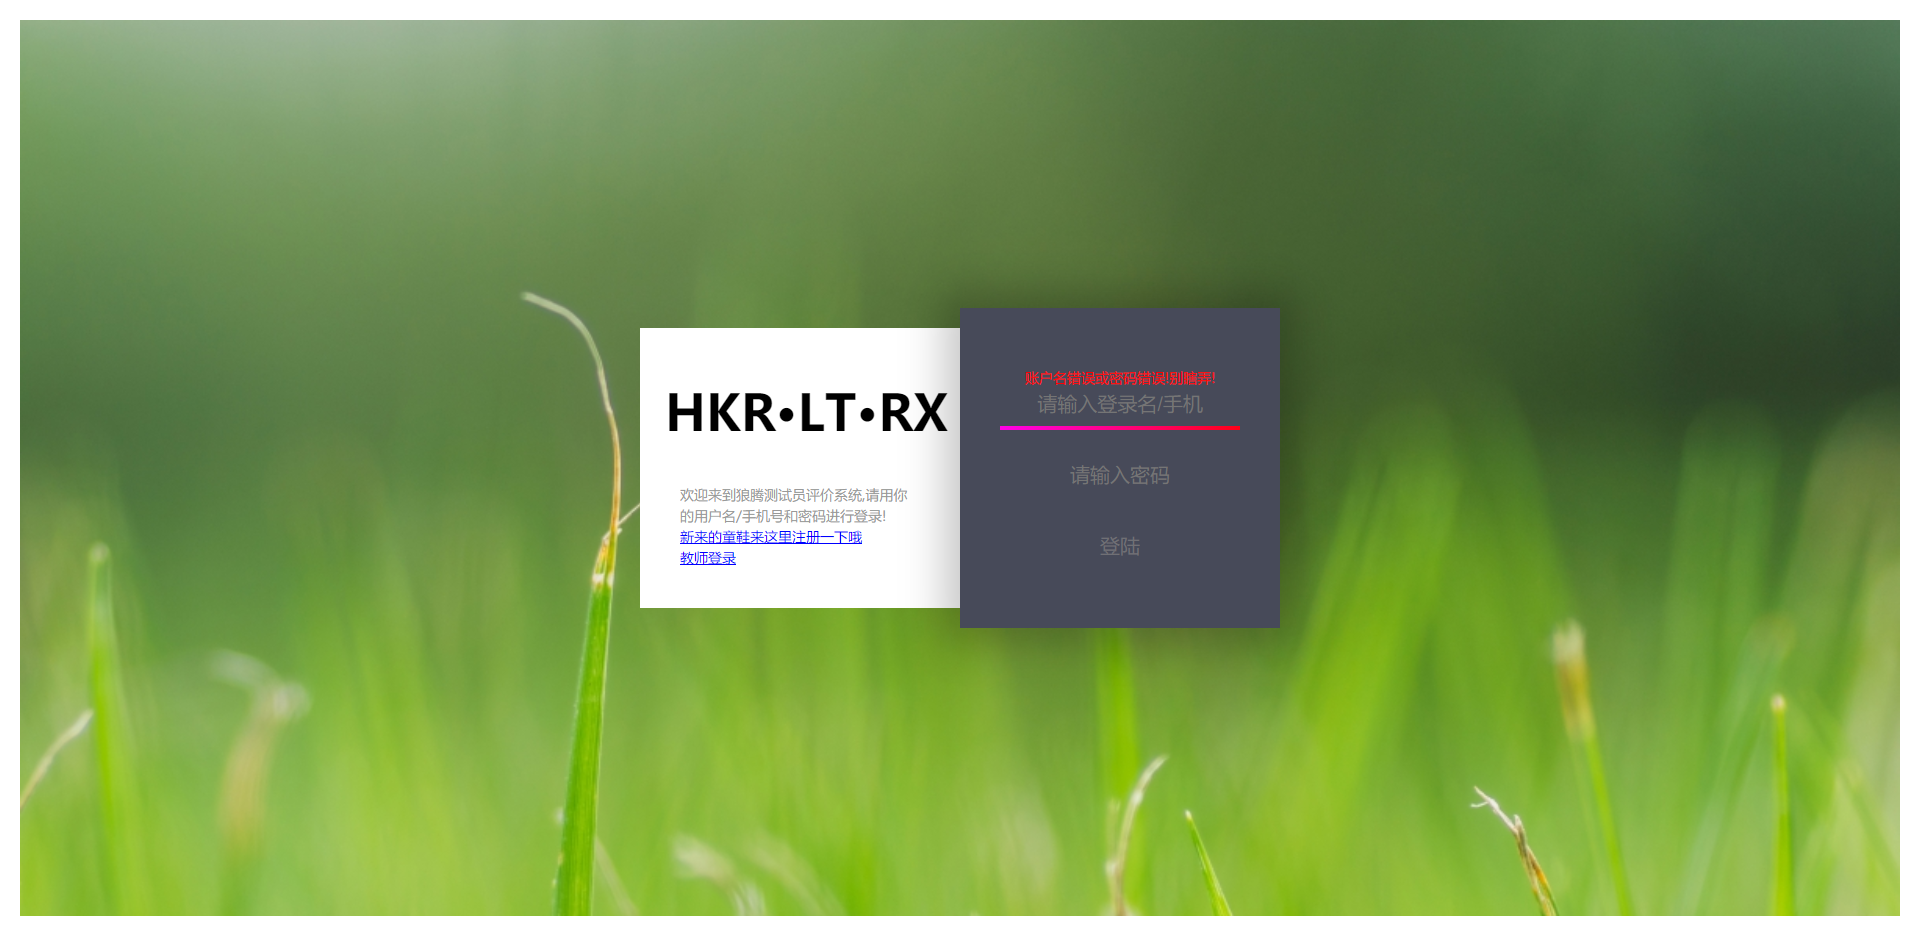 HKR•LT•RX
欢迎来到狼腾测试员评价系统,请用你
的用户名/手机号和密码进行登录!
新来的童鞋来这里注册一下哦
教师登录
账户名错误或密码错误!别瞎弄!
请输入登录名/手机
请输入密码
登陆